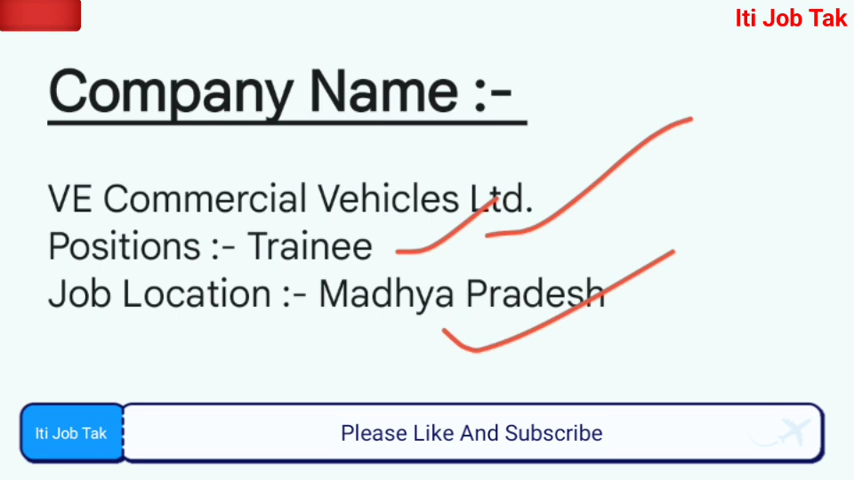 Iti Job Tak
Company Name :-
VE Commercial Vehicles Ltd.
Positions :- Trainee
Job Location :- Madhya Pradesh
Iti Job Tak
Please Like And Subscribe